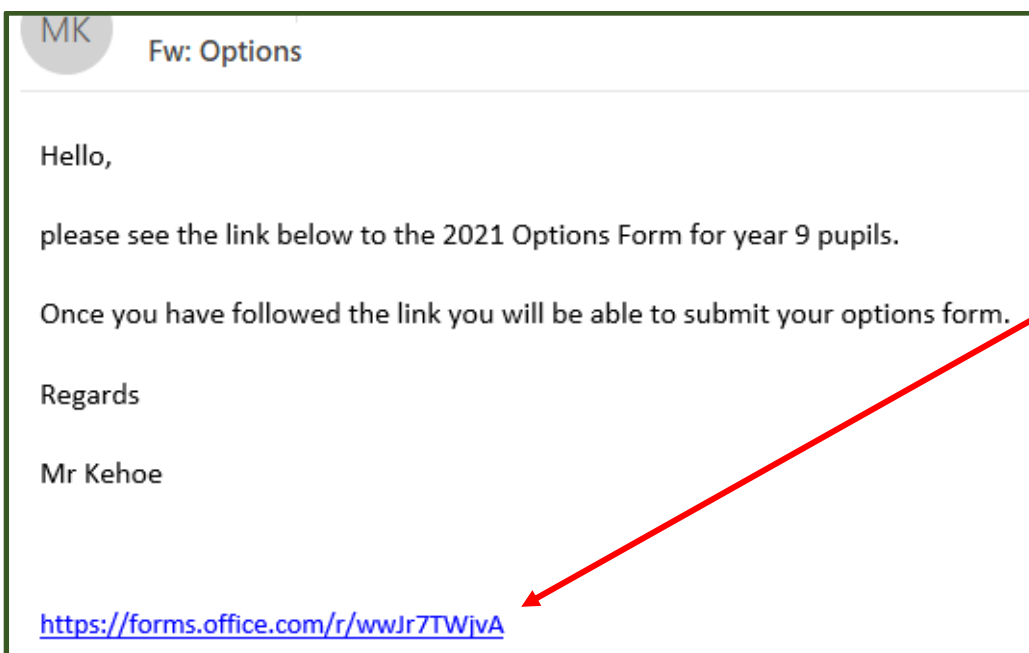 MK
Fw: Options
Hello,
please see the link below to the 2021 Options Form for year 9 pupils.
Once you have followed the link you will be able to submit your options form.
Regards
Mr Kehoe
https://forms.office.com/r/wwJr7TWjvA